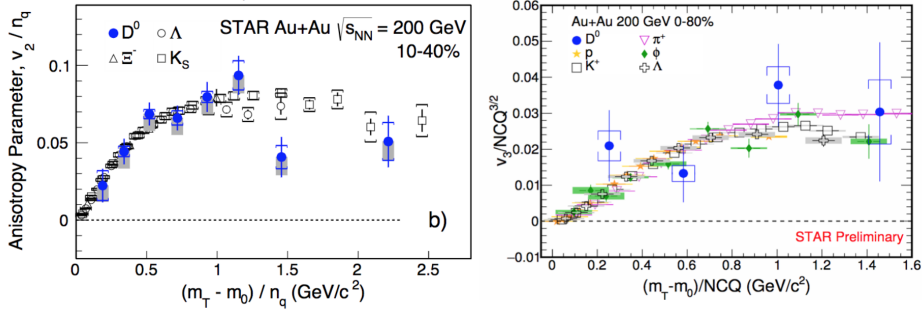 STAR Au+Au √sNN = 200 GeV
10-40%
D⁰
Λ
Ξ⁻
KS
b)
Anisotropy Parameter, v2 / nq
0.1
0.05
0
0
0.5
1
1.5
2
2.5
(mT - m0) / nq (GeV/c²)
Au+Au 200 GeV 0-80%
D⁰
π⁺
p
ϕ
K⁺
Λ
STAR Preliminary
v3/NCQ^3/2
0.06
0.05
0.04
0.03
0.02
0.01
0
−0.01
0
0.2
0.4
0.6
0.8
1
1.2
1.4
1.6
(mT-m0)/NCQ (GeV/c²)